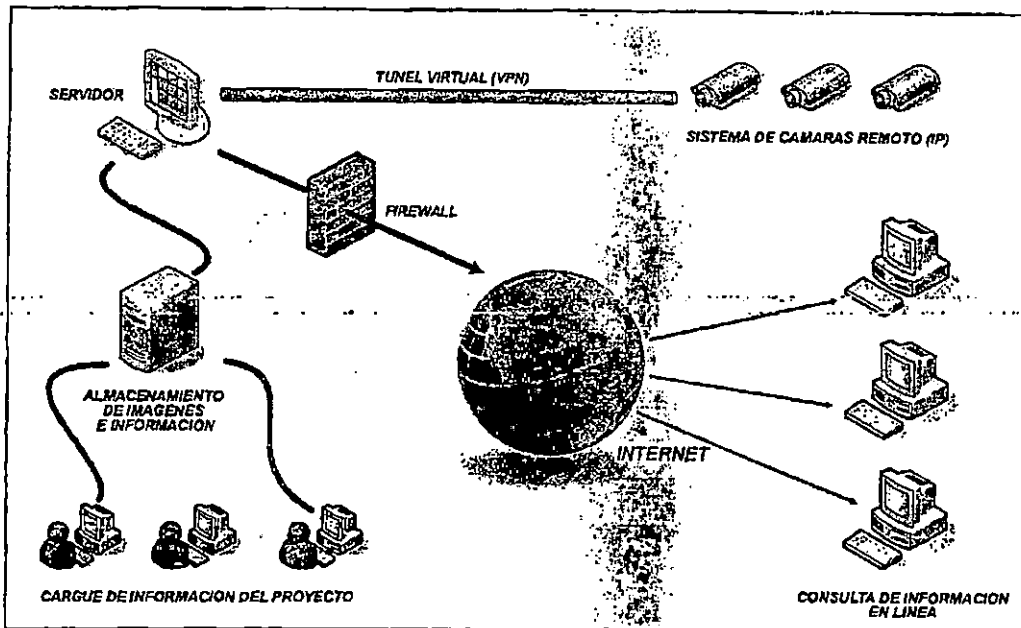 TUNEL VIRTUAL (VPN)
SERVIDOR
SISTEMA DE CAMARAS REMOTO (IP)
FIREWALL
ALMACENAMIENTO
DE IMAGENES
E INFORMACION
INTERNET
CARGUE DE INFORMACION DEL PROYECTO
CONSULTA DE INFORMACION
EN LINEA